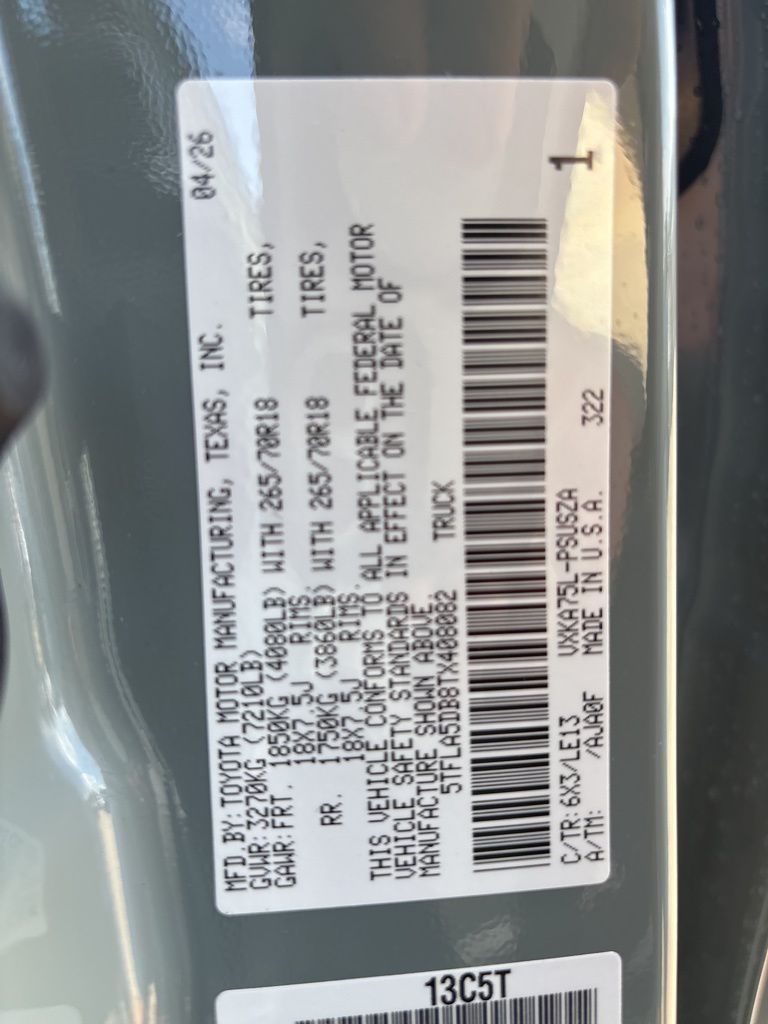 MFD.BY:TOYOTA MOTOR MANUFACTURING, TEXAS, INC. 04/26
GVWR:3270KG (7210LB)
GAWR:FRT. 1850KG (4080LB) WITH 265/70R18 TIRES,
18X7.5J RIMS.
RR. 1750KG (3860LB) WITH 265/70R18 TIRES,
18X7.5J RIMS.
THIS VEHICLE CONFORMS TO ALL APPLICABLE FEDERAL MOTOR
VEHICLE SAFETY STANDARDS IN EFFECT ON THE DATE OF
MANUFACTURE SHOWN ABOVE.
5TFLA5DB8TX408082 TRUCK
C/TR:6X3/LE13 VXKA75L-PSUSZA 1
A/TM: /AJA0F MADE IN U.S.A. 322
13C5T